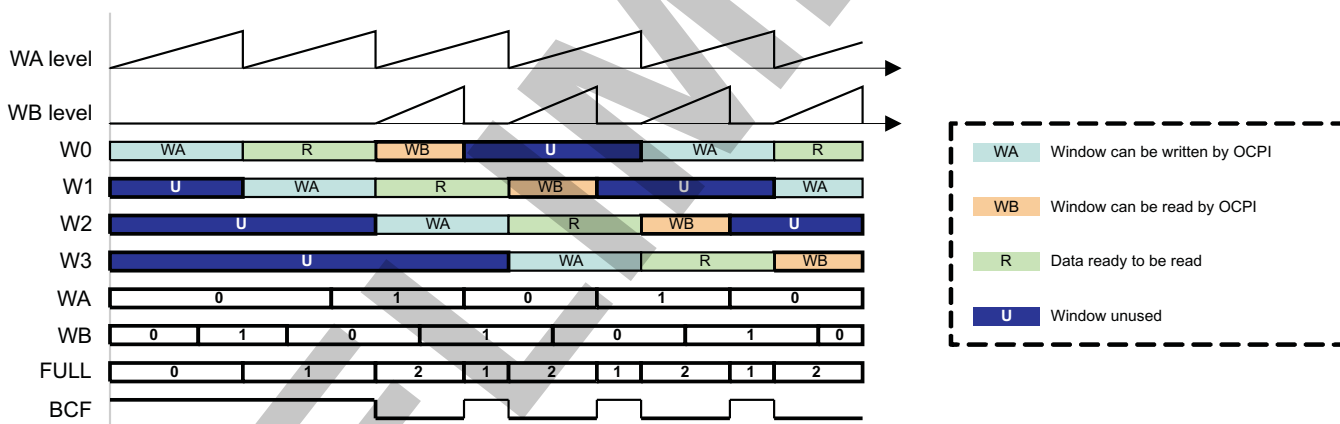 WA level
WB level
W0 WA R WB U WA R
W1 U WA R WB U WA
W2 U WA R WB U
W3 U WA R WB
WA 0 1 0 1 0
WB 0 1 0 1 0 1 0
FULL 0 1 2 1 2 1 2 1 2
BCF
WA Window can be written by OCPI
WB Window can be read by OCPI
R Data ready to be read
U Window unused